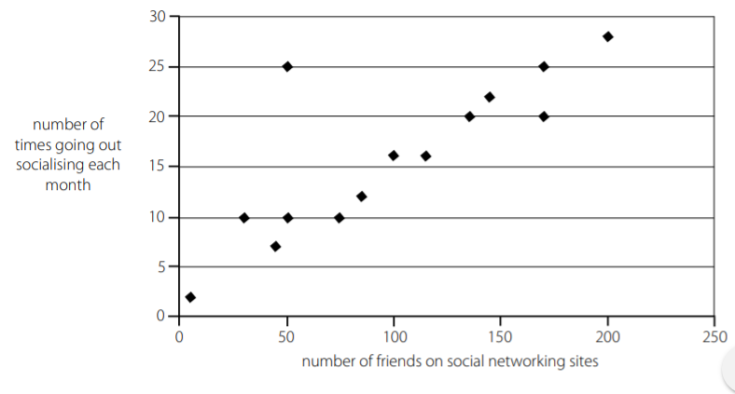 30
25
20
15
10
5
0
number of
times going out
socialising each
month
0 50 100 150 200 250
number of friends on social networking sites